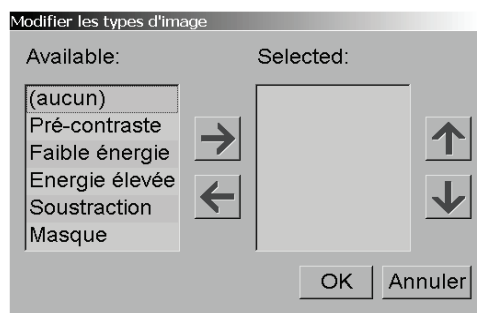 Modifier les types d'image
Available: Selected:
(aucun)
Pré-contraste
Faible énergie
Energie élevée
Soustraction
Masque
OK Annuler